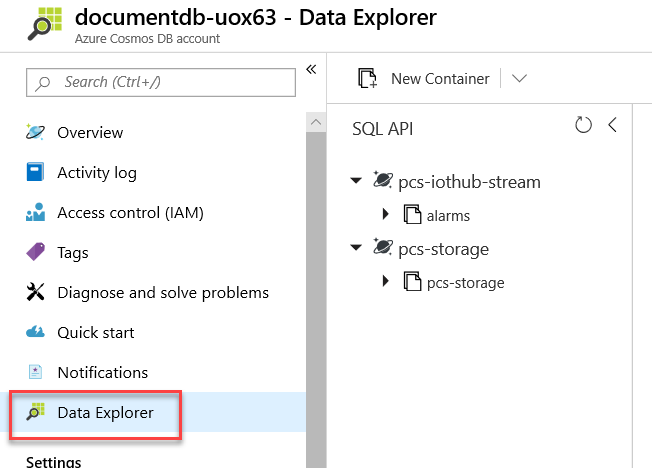 documentdb-uox63 - Data Explorer
Azure Cosmos DB account
Search (Ctrl+/)
«
Overview
Activity log
Access control (IAM)
Tags
Diagnose and solve problems
Quick start
Notifications
Data Explorer
Settings
New Container
SQL API
pcs-iothub-stream
alarms
pcs-storage
pcs-storage